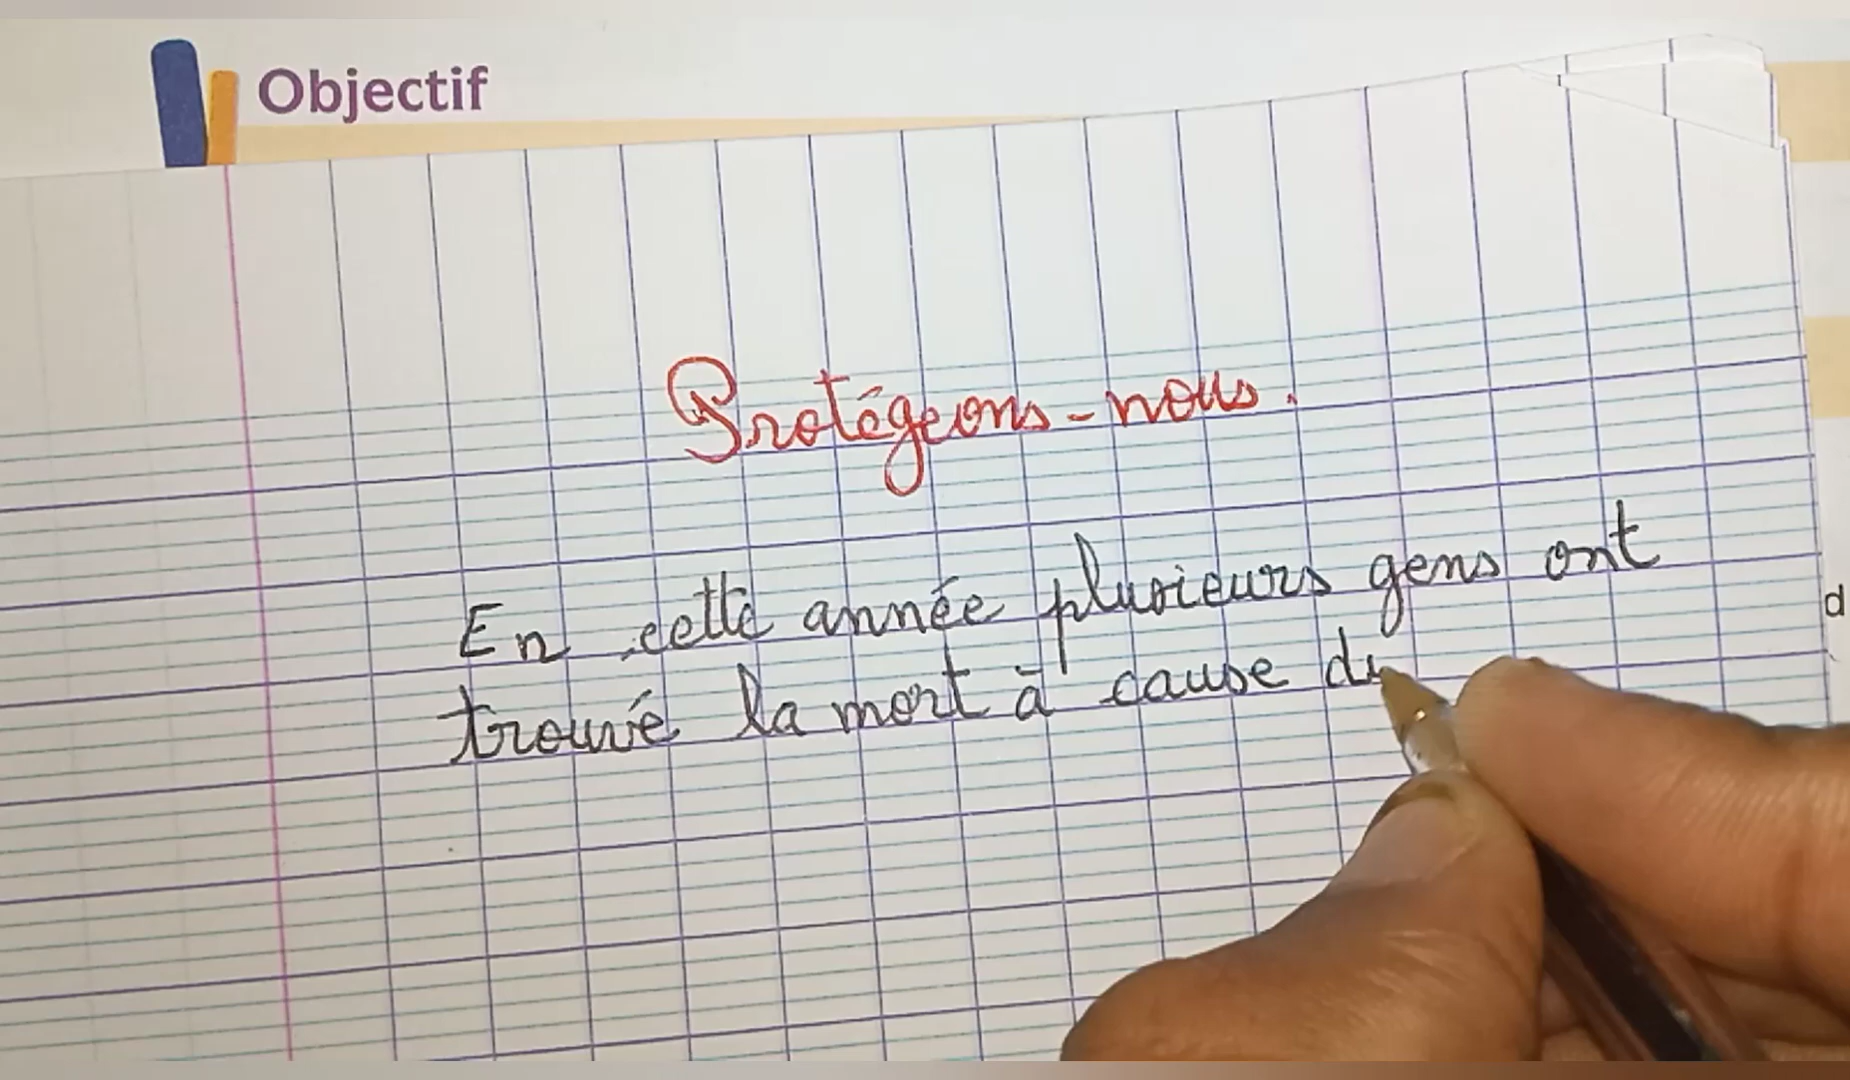 Objectif
Protégeons-nous.
En cette année plusieurs gens ont
trouvé la mort à cause du
d